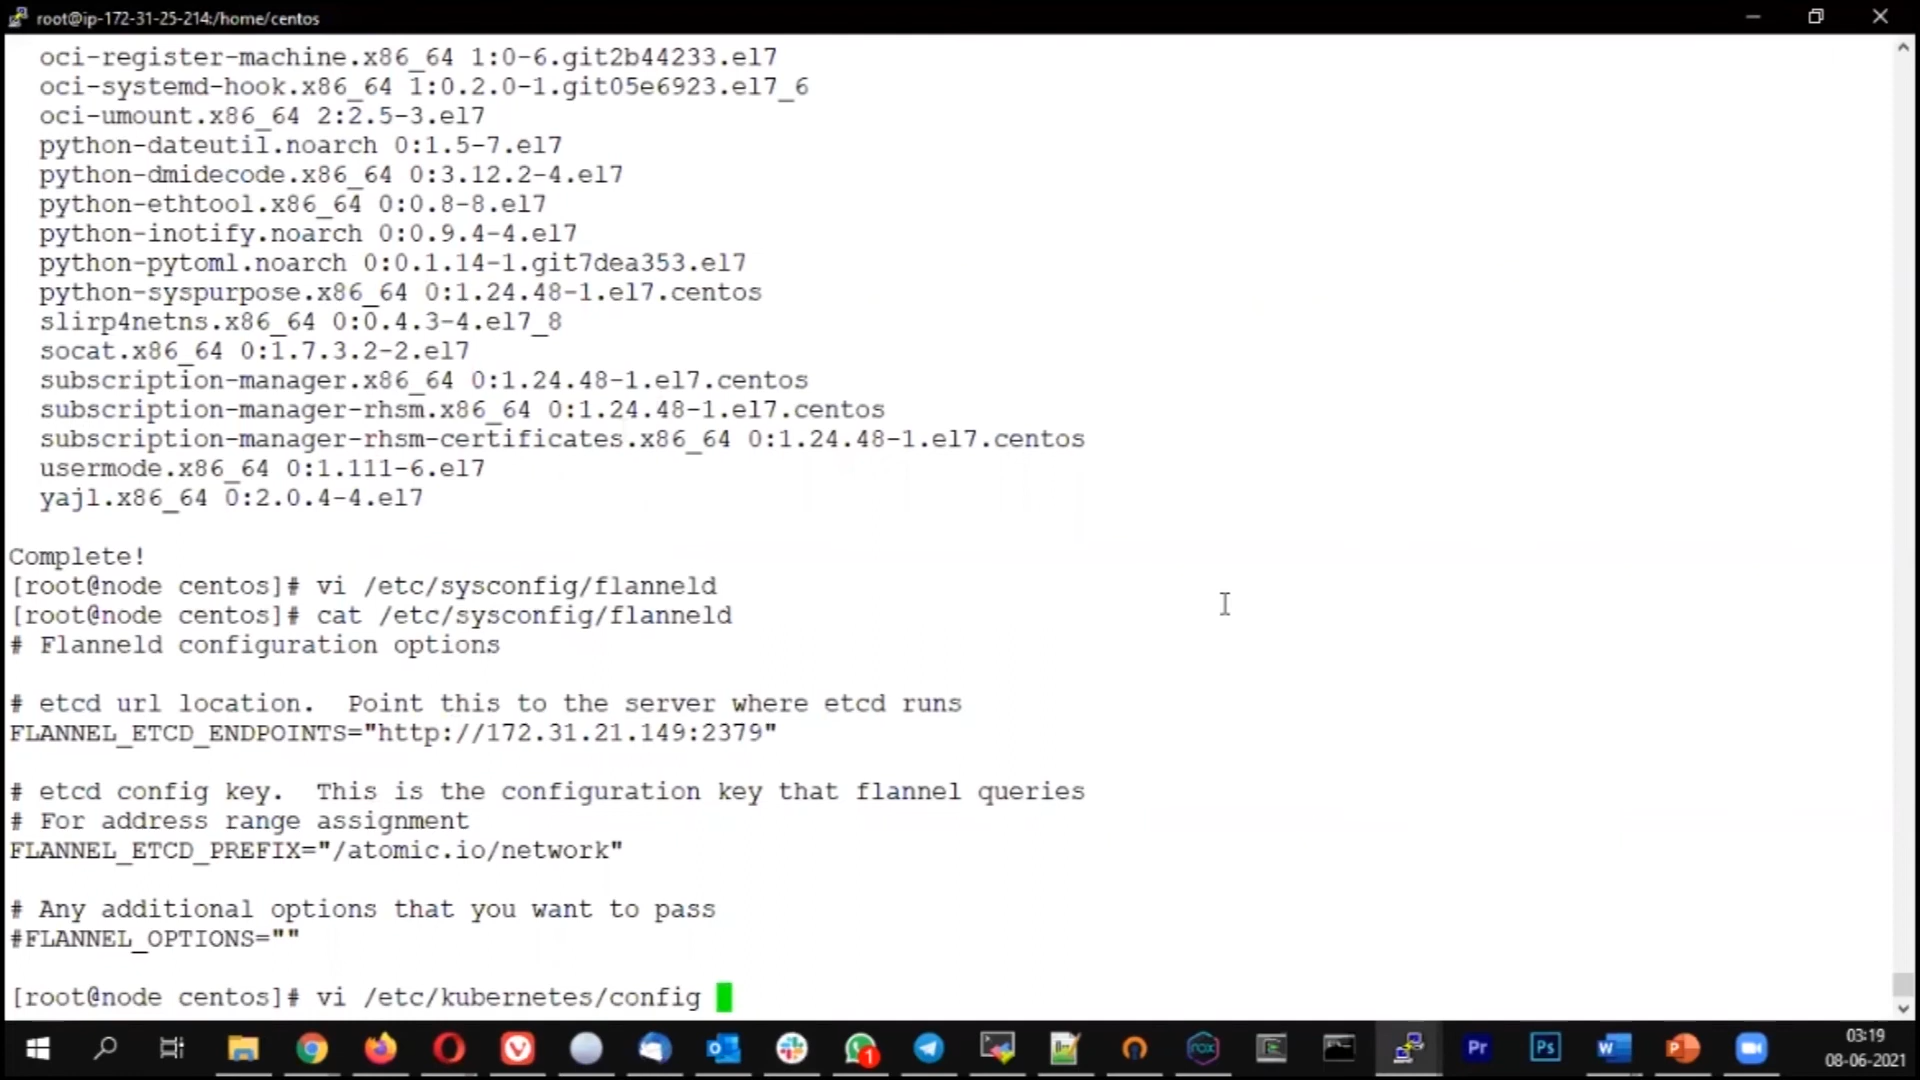 root@ip-172-31-25-214:/home/centos
oci-register-machine.x86_64 1:0-6.git2b44233.el7
oci-systemd-hook.x86_64 1:0.2.0-1.git05e6923.el7_6
oci-umount.x86_64 2:2.5-3.el7
python-dateutil.noarch 0:1.5-7.el7
python-dmidecode.x86_64 0:3.12.2-4.el7
python-ethtool.x86_64 0:0.8-8.el7
python-inotify.noarch 0:0.9.4-4.el7
python-pytoml.noarch 0:0.1.14-1.git7dea353.el7
python-syspurpose.x86_64 0:1.24.48-1.el7.centos
slirp4netns.x86_64 0:0.4.3-4.el7_8
socat.x86_64 0:1.7.3.2-2.el7
subscription-manager.x86_64 0:1.24.48-1.el7.centos
subscription-manager-rhsm.x86_64 0:1.24.48-1.el7.centos
subscription-manager-rhsm-certificates.x86_64 0:1.24.48-1.el7.centos
usermode.x86_64 0:1.111-6.el7
yajl.x86_64 0:2.0.4-4.el7
Complete!
[root@node centos]# vi /etc/sysconfig/flanneld
[root@node centos]# cat /etc/sysconfig/flanneld
# Flanneld configuration options
# etcd url location.  Point this to the server where etcd runs
FLANNEL_ETCD_ENDPOINTS="http://172.31.21.149:2379"
# etcd config key.  This is the configuration key that flannel queries
# For address range assignment
FLANNEL_ETCD_PREFIX="/atomic.io/network"
# Any additional options that you want to pass
#FLANNEL_OPTIONS=""
[root@node centos]# vi /etc/kubernetes/config
1
nox
Pr
Ps
W
P
03:19
08-06-2021